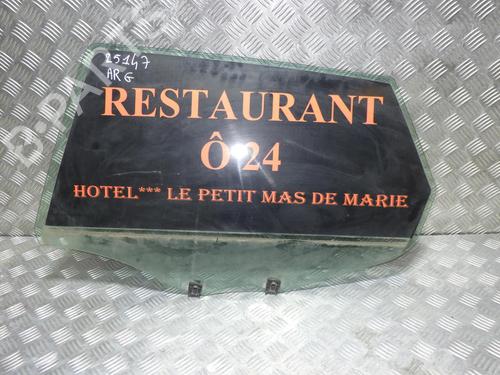 25147
AR G
RESTAURANT
Ô 24
HOTEL*** LE PETIT MAS DE MARIE